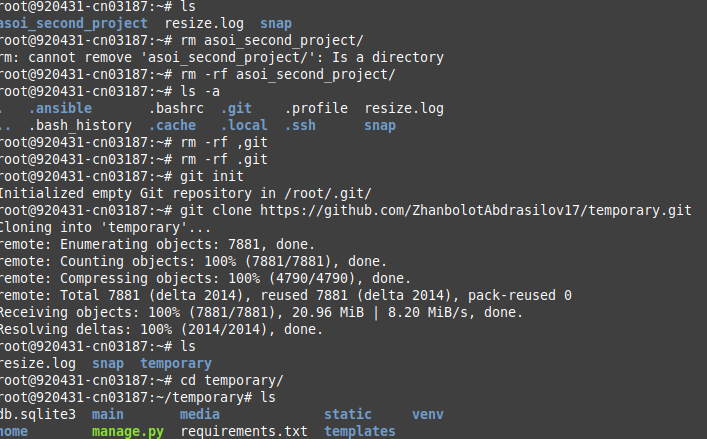 root@920431-cn03187:~# ls
asoi_second_project resize.log snap
root@920431-cn03187:~# rm asoi_second_project/
rm: cannot remove 'asoi_second_project/': Is a directory
root@920431-cn03187:~# rm -rf asoi_second_project/
root@920431-cn03187:~# ls -a
. .ansible .bashrc .git .profile resize.log
.. .bash_history .cache .local .ssh snap
root@920431-cn03187:~# rm -rf ,git
root@920431-cn03187:~# rm -rf .git
root@920431-cn03187:~# git init
Initialized empty Git repository in /root/.git/
root@920431-cn03187:~# git clone https://github.com/ZhanbolotAbdrasilov17/temporary.git
Cloning into 'temporary'...
remote: Enumerating objects: 7881, done.
remote: Counting objects: 100% (7881/7881), done.
remote: Compressing objects: 100% (4790/4790), done.
remote: Total 7881 (delta 2014), reused 7881 (delta 2014), pack-reused 0
Receiving objects: 100% (7881/7881), 20.96 MiB | 8.20 MiB/s, done.
Resolving deltas: 100% (2014/2014), done.
root@920431-cn03187:~# ls
resize.log snap temporary
root@920431-cn03187:~# cd temporary/
root@920431-cn03187:~/temporary# ls
db.sqlite3 main media static venv
home manage.py requirements.txt templates